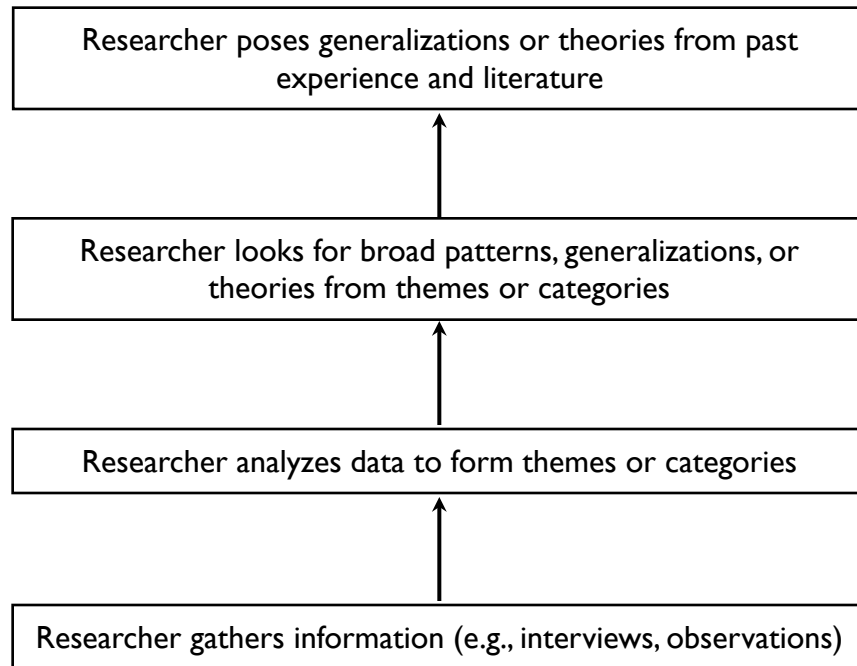 Researcher poses generalizations or theories from past
experience and literature
Researcher looks for broad patterns, generalizations, or
theories from themes or categories
Researcher analyzes data to form themes or categories
Researcher gathers information (e.g., interviews, observations)